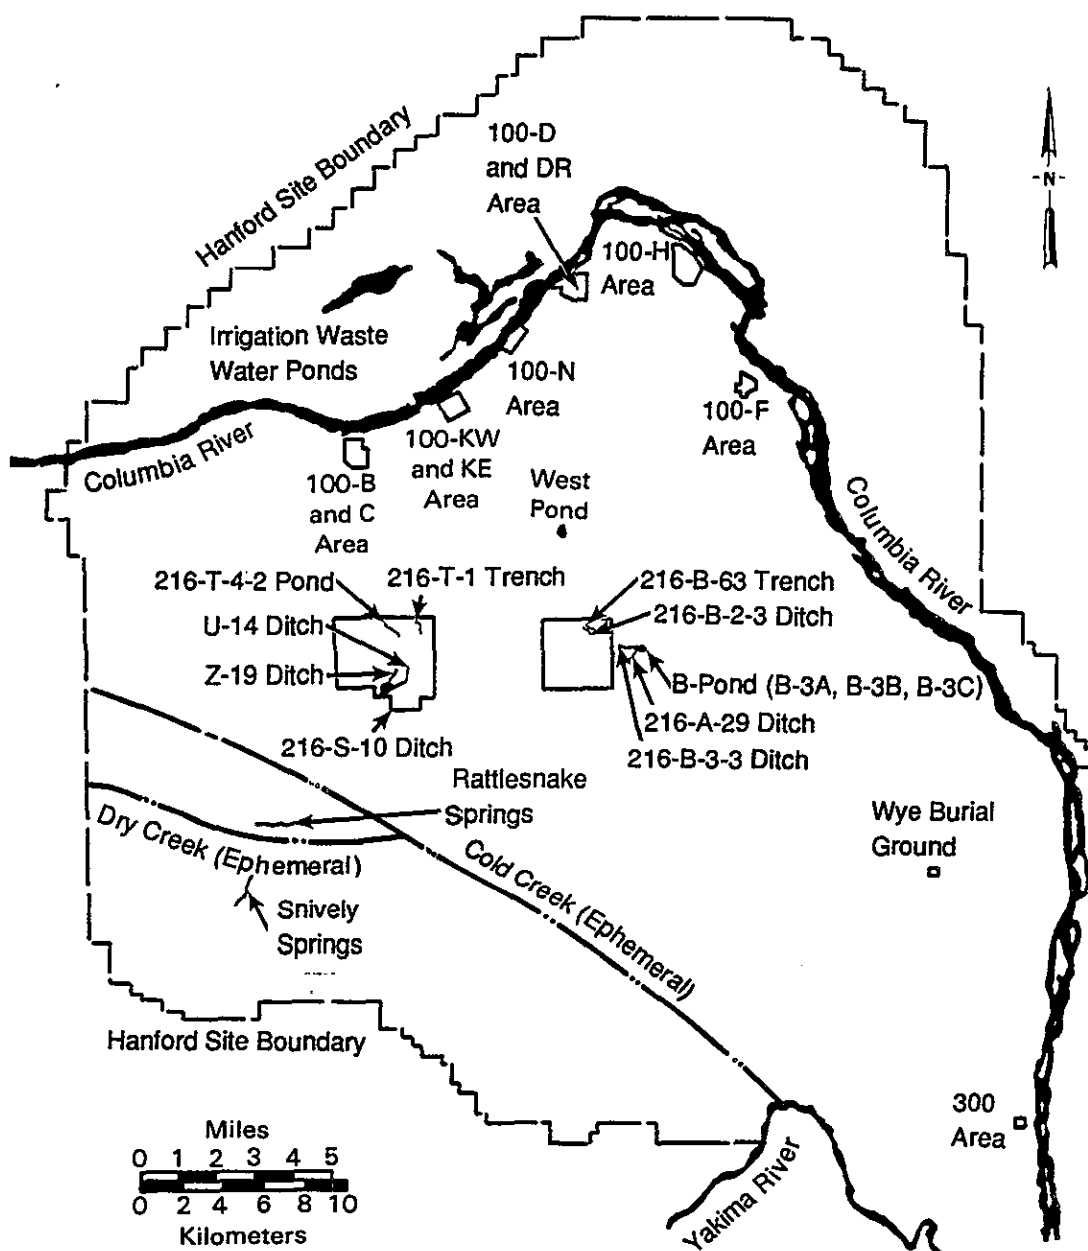 Hanford Site Boundary
100-D
and DR
Area
N
100-H
Area
Irrigation Waste
Water Ponds
100-N
Area
100-F
Area
Columbia River
100-KW
and KE
Area
100-B
and C
Area
West
Pond
Columbia River
216-T-4-2 Pond
216-T-1 Trench
216-B-63 Trench
U-14 Ditch
216-B-2-3 Ditch
Z-19 Ditch
B-Pond (B-3A, B-3B, B-3C)
216-A-29 Ditch
216-S-10 Ditch
216-B-3-3 Ditch
Rattlesnake
Springs
Dry Creek (Ephemeral)
Cold Creek (Ephemeral)
Wye Burial
Ground
Snively
Springs
Hanford Site Boundary
300
Area
Miles
0 1 2 3 4 5
0 2 4 6 8 10
Kilometers
Yakima River